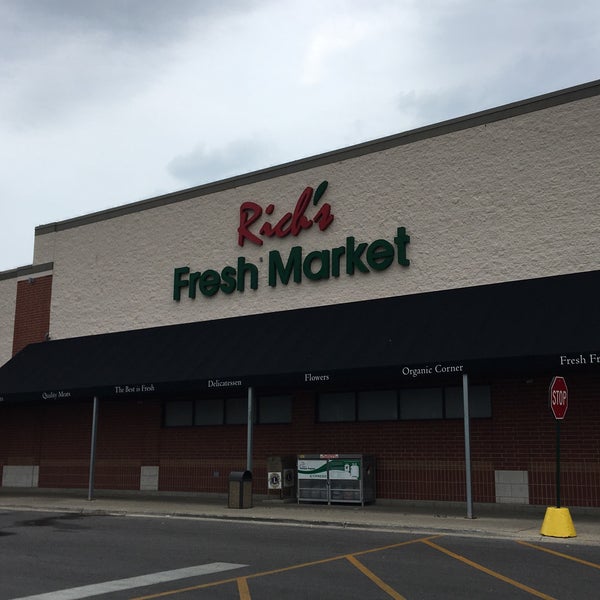 Rich's
Fresh Market
Quality Meats
The Best is Fresh
Delicatessen
Flowers
Organic Corner
Fresh Fr
STOP